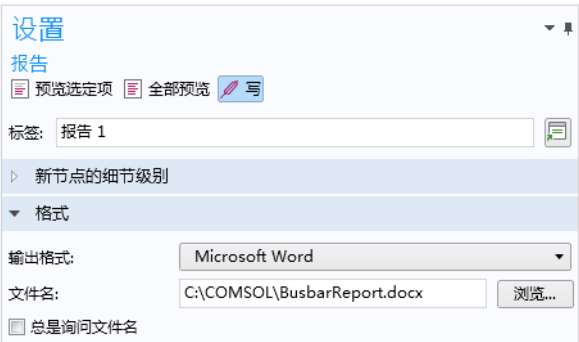 设置
报告
预览选定项 全部预览 写
标签: 报告 1
新节点的细节级别
格式
输出格式: Microsoft Word
文件名: C:\COMSOL\BusbarReport.docx 浏览...
总是询问文件名